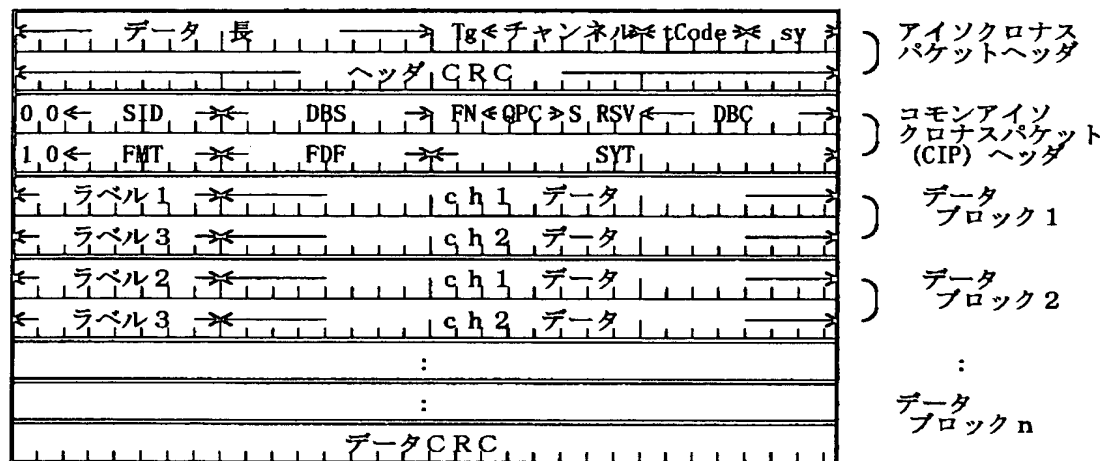 データ長 Tg チャンネル tCode sy アイソクロナス
パケットヘッダ
ヘッダCRC
0 0 SID DBS FN QPC S RSV DBC コモンアイソ
クロナスパケット
1 0 FMT FDF SYT (CIP) ヘッダ
ラベル1 ch1 データ データ
ブロック1
ラベル3 ch2 データ
ラベル2 ch1 データ データ
ブロック2
ラベル3 ch2 データ
: :
: データ
ブロックn
データCRC